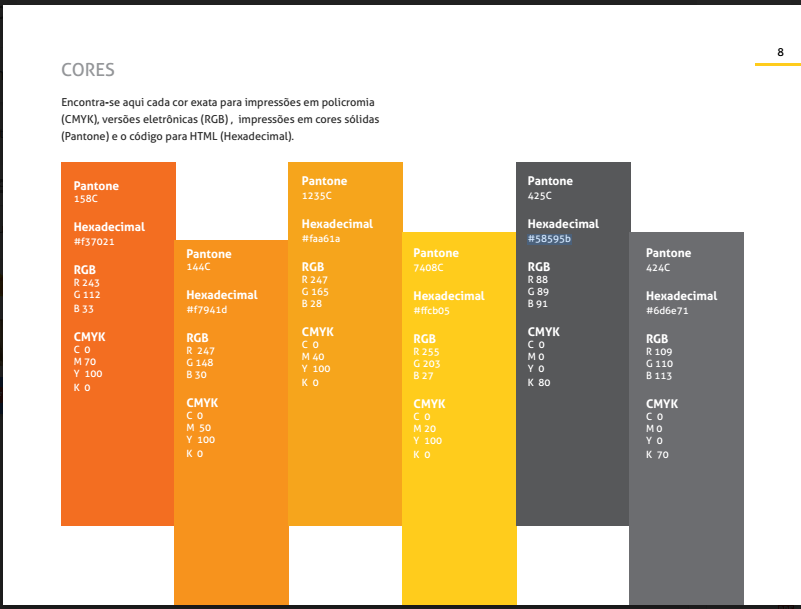 8
CORES
Encontra-se aqui cada cor exata para impressões em policromia
(CMYK), versões eletrônicas (RGB) , impressões em cores sólidas
(Pantone) e o código para HTML (Hexadecimal).
Pantone
158C
Hexadecimal
#f37021
RGB
R 243
G 112
B 33
CMYK
C 0
M 70
Y 100
K 0
Pantone
144C
Hexadecimal
#f7941d
RGB
R 247
G 148
B 30
CMYK
C 0
M 50
Y 100
K 0
Pantone
1235C
Hexadecimal
#faa61a
RGB
R 247
G 165
B 28
CMYK
C 0
M 40
Y 100
K 0
Pantone
7408C
Hexadecimal
#ffcb05
RGB
R 255
G 203
B 27
CMYK
C 0
M 20
Y 100
K 0
Pantone
425C
Hexadecimal
#58595b
RGB
R 88
G 89
B 91
CMYK
C 0
M 0
Y 0
K 80
Pantone
424C
Hexadecimal
#6d6e71
RGB
R 109
G 110
B 113
CMYK
C 0
M 0
Y 0
K 70